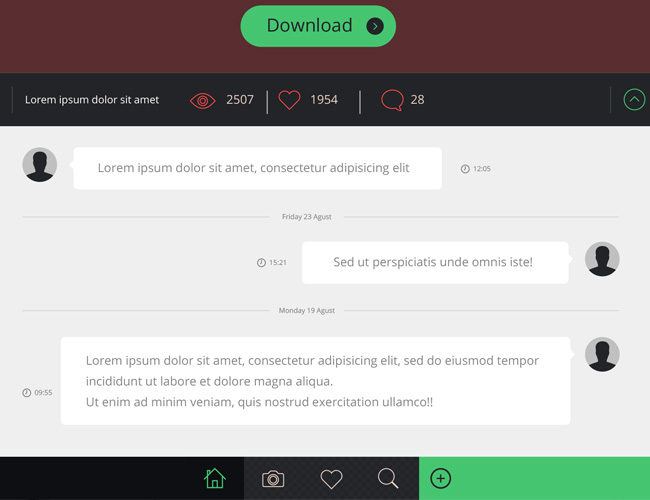 Download
Lorem ipsum dolor sit amet 2507 1954 28
Lorem ipsum dolor sit amet, consectetur adipisicing elit 12:05
Friday 23 Agust
15:21 Sed ut perspiciatis unde omnis iste!
Monday 19 Agust
Lorem ipsum dolor sit amet, consectetur adipisicing elit, sed do eiusmod tempor
incididunt ut labore et dolore magna aliqua.
09:55
Ut enim ad minim veniam, quis nostrud exercitation ullamco!!